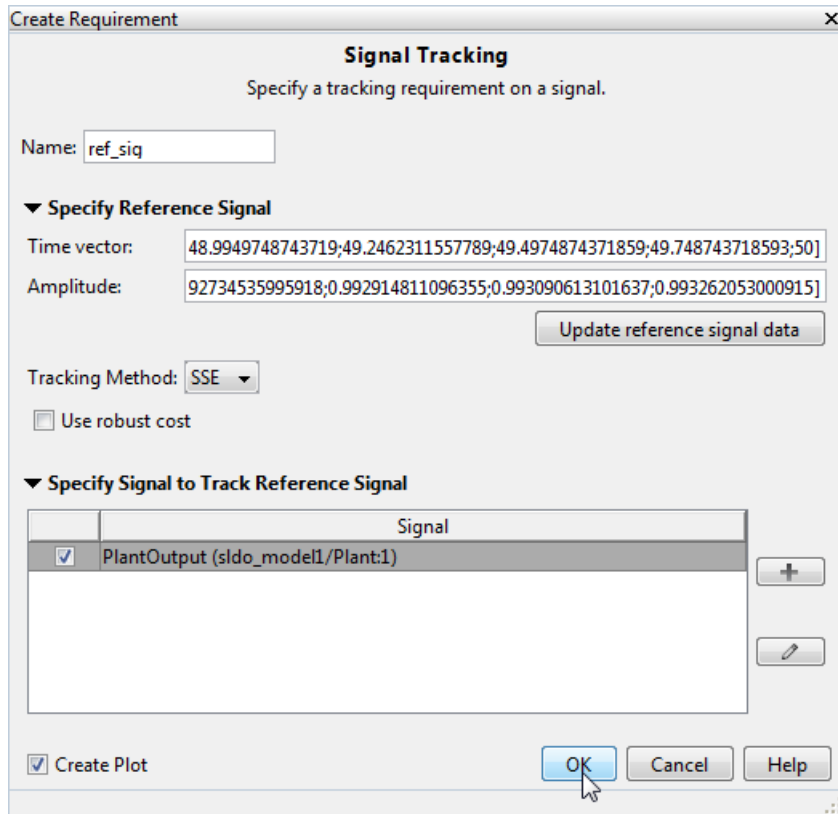 Create Requirement
Signal Tracking
Specify a tracking requirement on a signal.
Name: ref_sig
Specify Reference Signal
Time vector: 48.9949748743719;49.2462311557789;49.4974874371859;49.748743718593;50]
Amplitude: 92734535995918;0.992914811096355;0.993090613101637;0.993262053000915]
Update reference signal data
Tracking Method: SSE
Use robust cost
Specify Signal to Track Reference Signal
Signal
PlantOutput (sldo_model1/Plant:1)
Create Plot OK Cancel Help